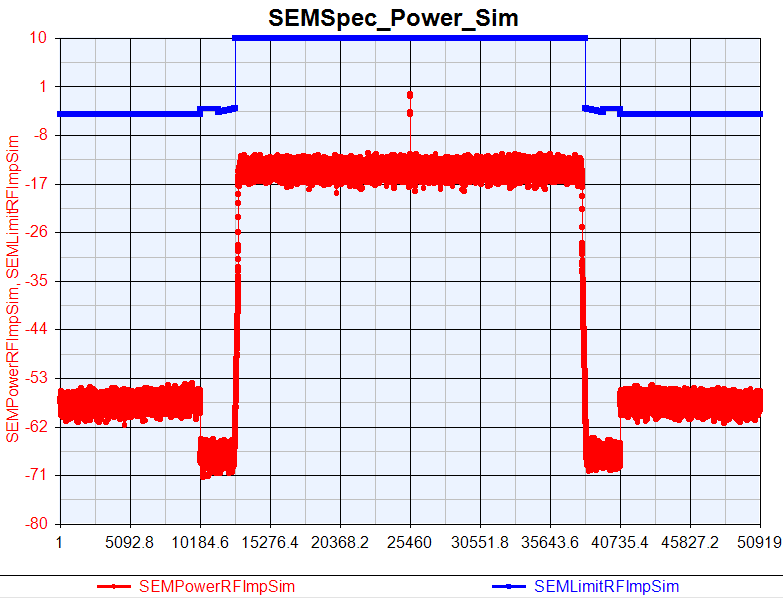 SEMSpec_Power_Sim
SEMPowerRFImpSim, SEMLimitRFImpSim
10
1
-8
-17
-26
-35
-44
-53
-62
-71
-80
1 5092.8 10184.6 15276.4 20368.2 25460 30551.8 35643.6 40735.4 45827.2 50919
SEMPowerRFImpSim SEMLimitRFImpSim